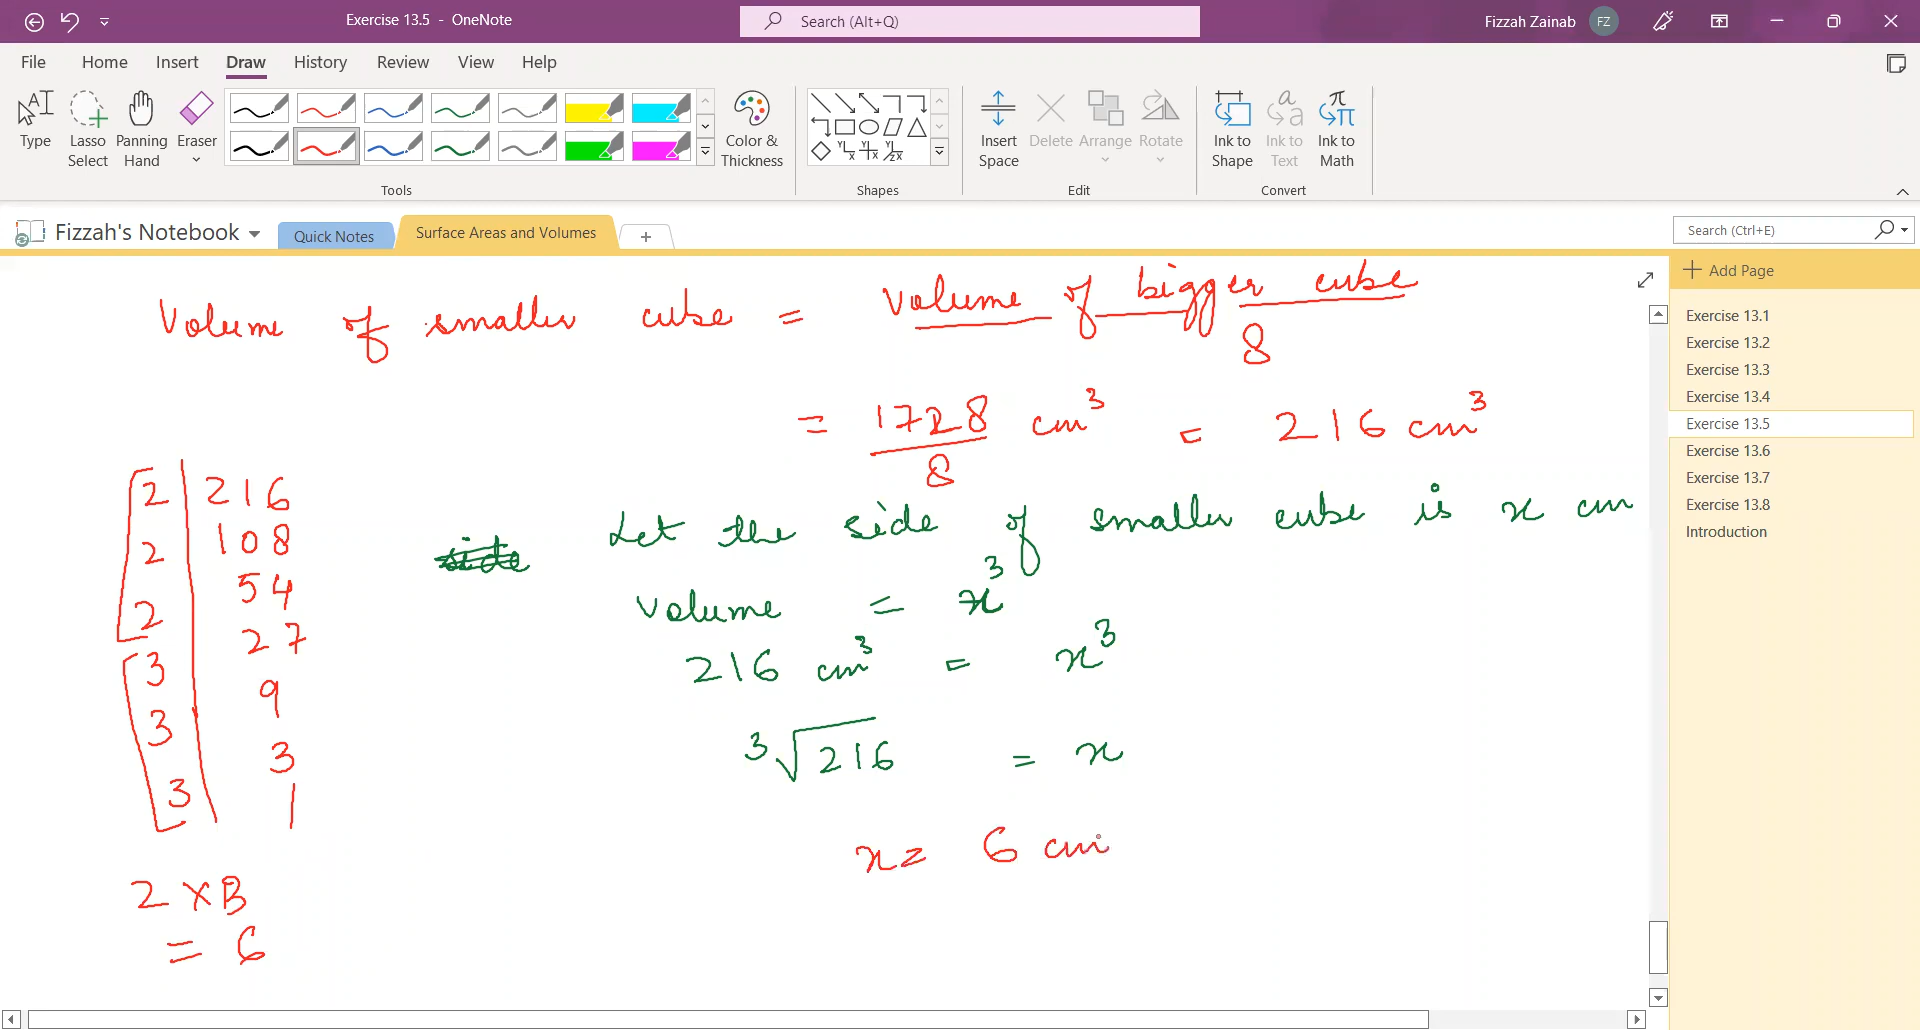 Exercise 13.5 - OneNote
Search (Alt+Q)
Fizzah Zainab FZ
File Home Insert Draw History Review View Help
Type Lasso Select Panning Hand Eraser
Color & Thickness
Insert Space Delete Arrange Rotate
Ink to Shape Ink to Text Ink to Math
Tools Shapes Edit Convert
Fizzah's Notebook Quick Notes Surface Areas and Volumes +
Search (Ctrl+E)
Add Page
Exercise 13.1
Exercise 13.2
Exercise 13.3
Exercise 13.4
Exercise 13.5
Exercise 13.6
Exercise 13.7
Exercise 13.8
Introduction
Volume of smaller cube = Volume of bigger cube
8
= 1728/8 cm³ = 216 cm³
2 216
2 108
2 54
3 27
3 9
3 3
1
2 × 3
= 6
side
Let the side of smaller cube is x cm
Volume = x³
216 cm³ = x³
³√216 = x
x = 6 cm